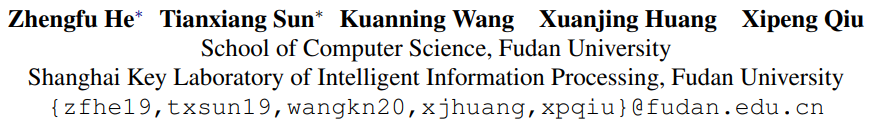 Zhengfu He* Tianxiang Sun* Kuanning Wang Xuanjing Huang Xipeng Qiu
School of Computer Science, Fudan University
Shanghai Key Laboratory of Intelligent Information Processing, Fudan University
{zfhe19,txsun19,wangkn20,xjhuang,xpqiu}@fudan.edu.cn